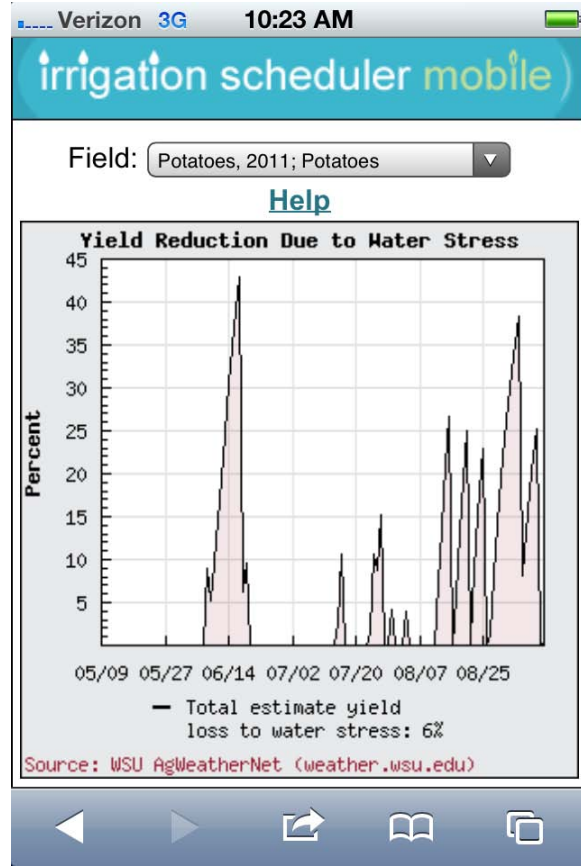 Verizon 3G 10:23 AM
irrigation scheduler mobile
Field: Potatoes, 2011; Potatoes
Help
Yield Reduction Due to Water Stress
45
40
35
30
25
20
15
10
5
Percent
05/09 05/27 06/14 07/02 07/20 08/07 08/25
Total estimate yield
loss to water stress: 6%
Source: WSU AgWeatherNet (weather.wsu.edu)